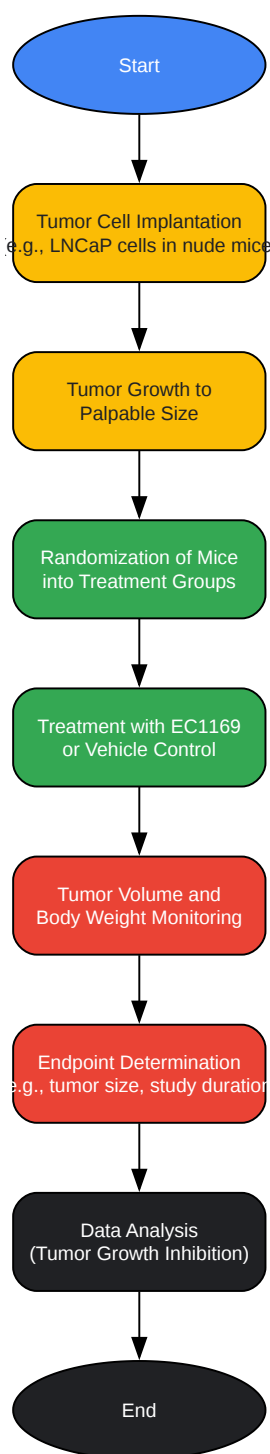 Start
Tumor Cell Implantation
(e.g., LNCaP cells in nude mice
Tumor Growth to
Palpable Size
Randomization of Mice
into Treatment Groups
Treatment with EC1169
or Vehicle Control
Tumor Volume and
Body Weight Monitoring
Endpoint Determination
e.g., tumor size, study duration
Data Analysis
(Tumor Growth Inhibition)
End